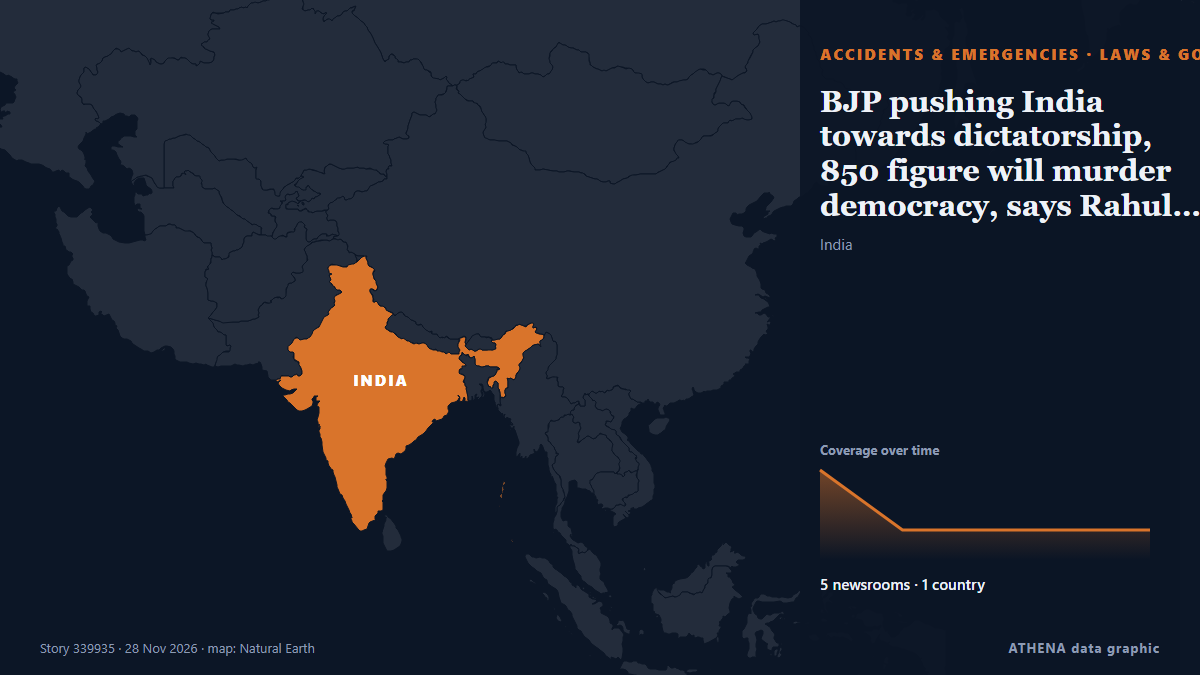 ACCIDENTS & EMERGENCIES · LAWS & GO
BJP pushing India
towards dictatorship,
850 figure will murder
democracy, says Rahul...
India
INDIA
Coverage over time
5 newsrooms · 1 country
Story 339935 · 28 Nov 2026 · map: Natural Earth
ATHENA data graphic